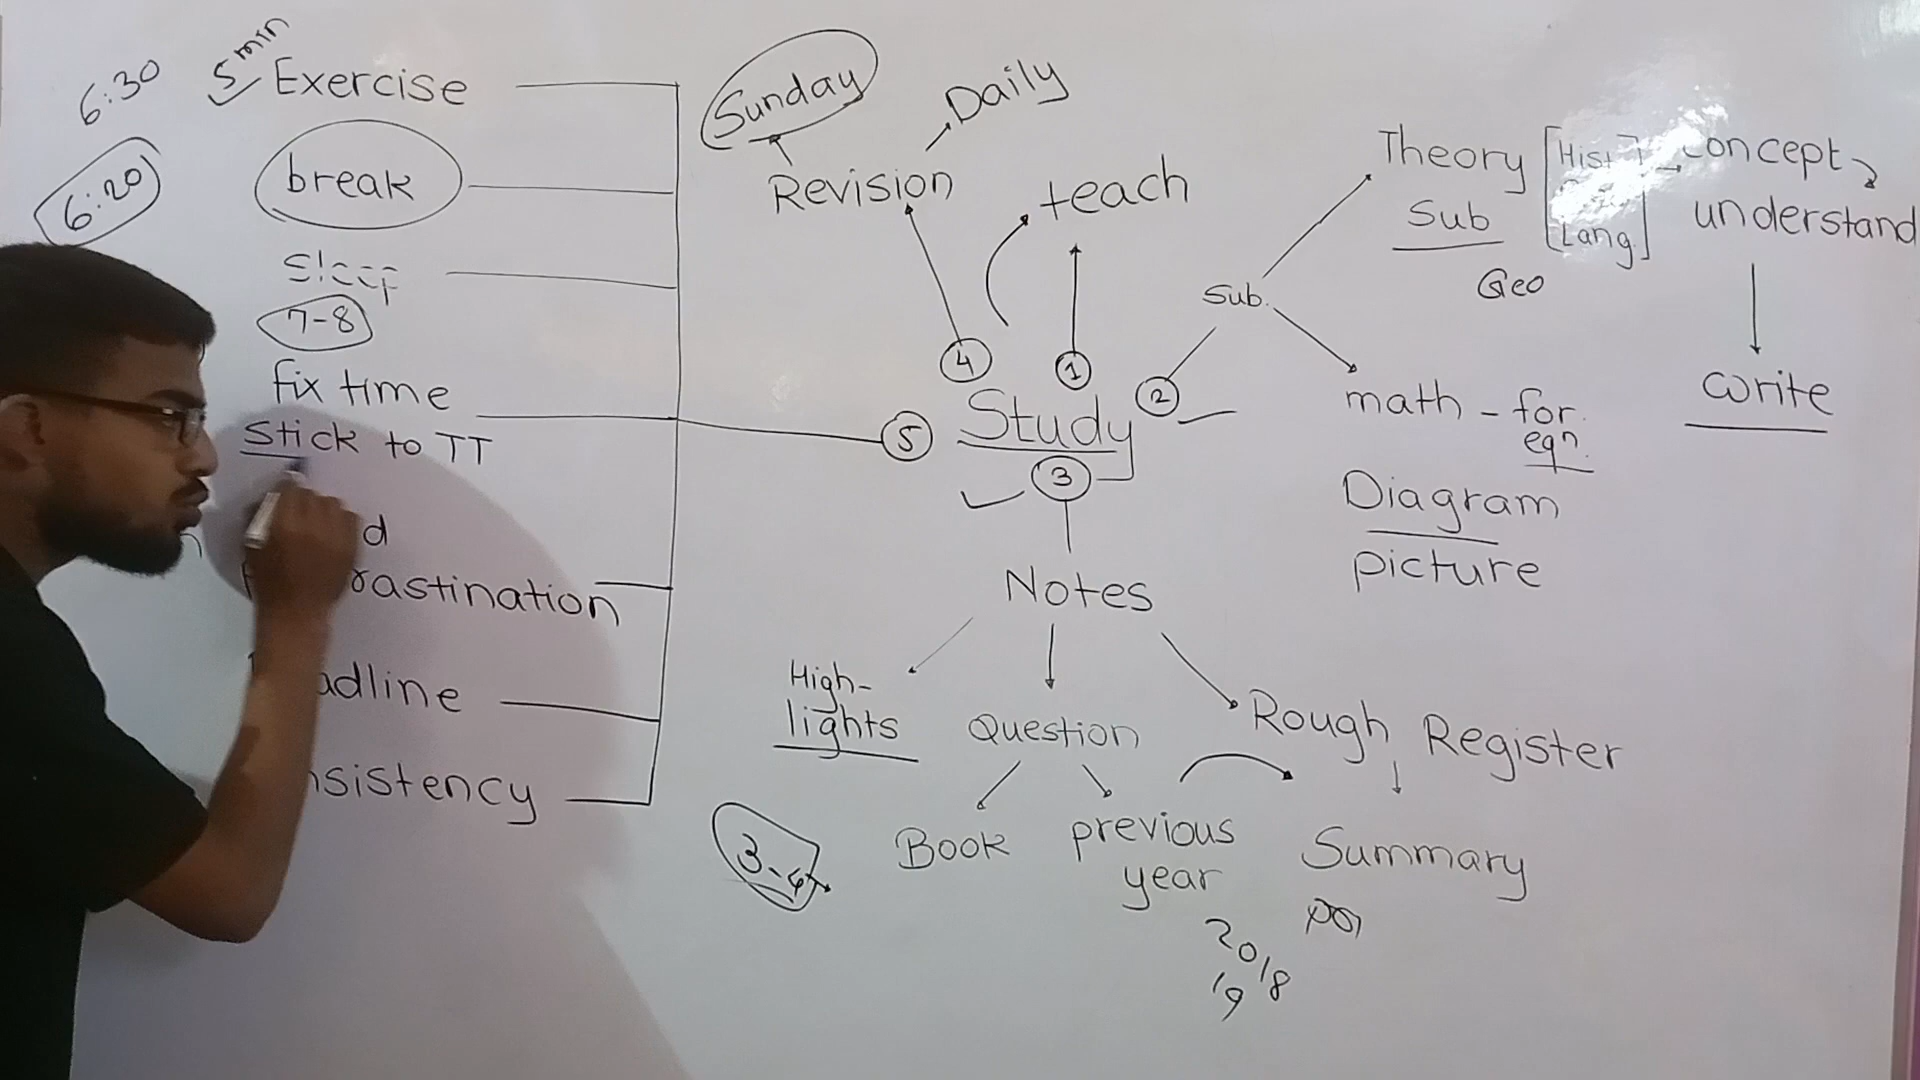 6:30
5 min
Exercise
6:20
break
Sleep
7-8
fix time
Stick to TT
d
rastination
adline
nsistency
Sunday
Daily
Revision
teach
4
1
2
5
Study
3
Sub.
Theory
Sub
Hist
Lang.
Geo
concept
understand
write
math - for.
eqn.
Diagram
picture
Notes
High-
lights
Question
Rough Register
3-4
Book
previous
year
Summary
2018
19